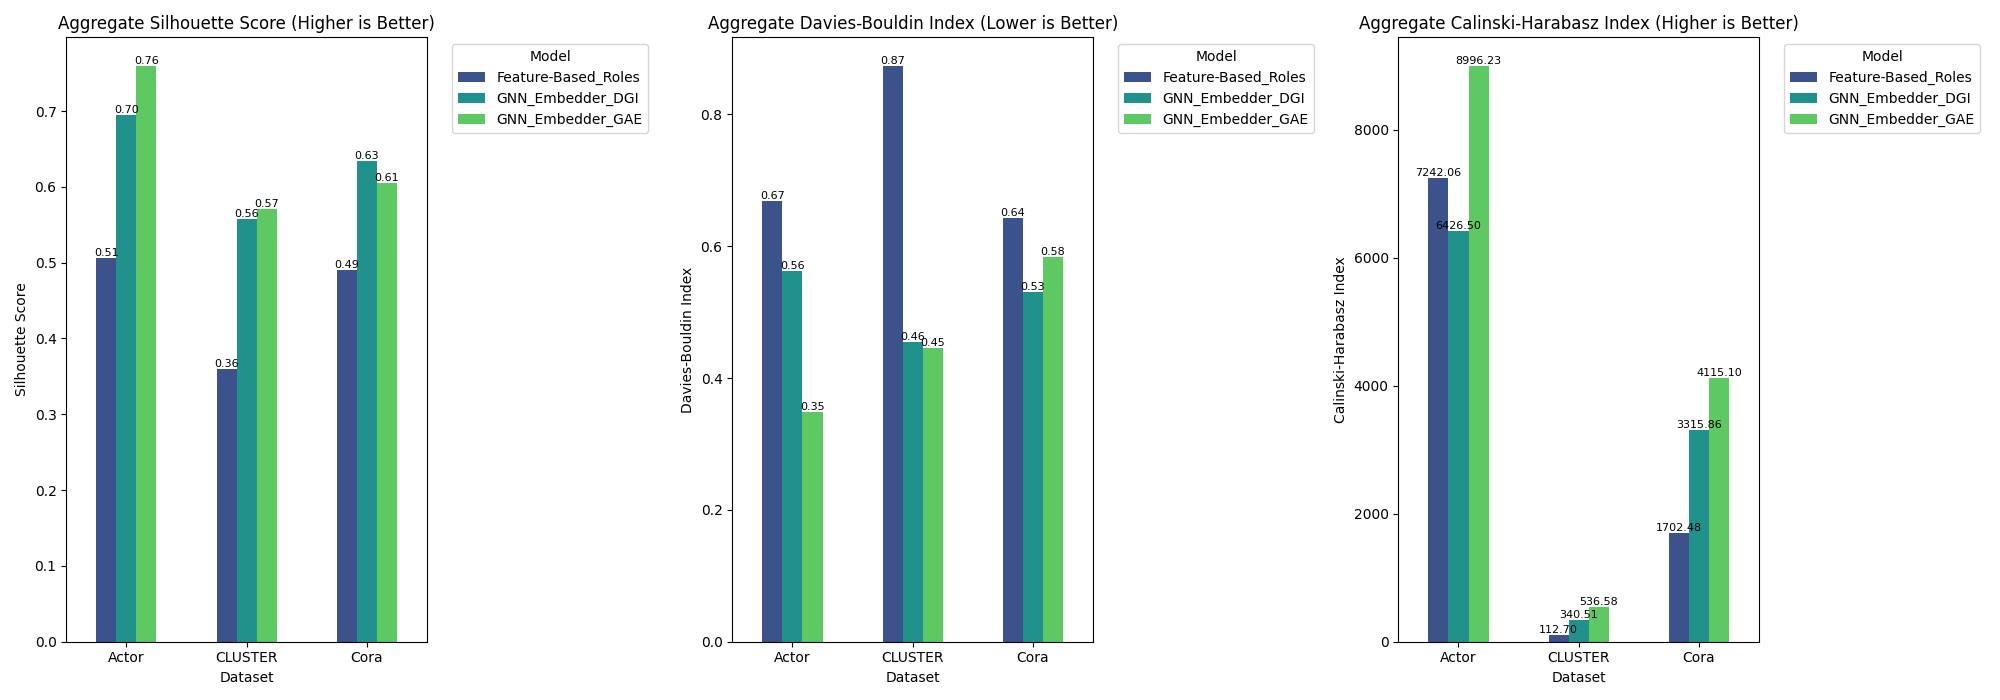 Aggregate Silhouette Score (Higher is Better)
Silhouette Score
0.7
0.6
0.5
0.4
0.3
0.2
0.1
0.0
0.51
0.70
0.76
0.36
0.56
0.57
0.49
0.63
0.61
Actor
CLUSTER
Cora
Dataset
Model
Feature-Based_Roles
GNN_Embedder_DGI
GNN_Embedder_GAE
Aggregate Davies-Bouldin Index (Lower is Better)
Davies-Bouldin Index
0.8
0.6
0.4
0.2
0.0
0.67
0.56
0.35
0.87
0.46
0.45
0.64
0.53
0.58
Actor
CLUSTER
Cora
Dataset
Model
Feature-Based_Roles
GNN_Embedder_DGI
GNN_Embedder_GAE
Aggregate Calinski-Harabasz Index (Higher is Better)
Calinski-Harabasz Index
8000
6000
4000
2000
0
7242.06
6426.50
8996.23
112.70
340.51
536.58
1702.48
3315.86
4115.10
Actor
CLUSTER
Cora
Dataset
Model
Feature-Based_Roles
GNN_Embedder_DGI
GNN_Embedder_GAE